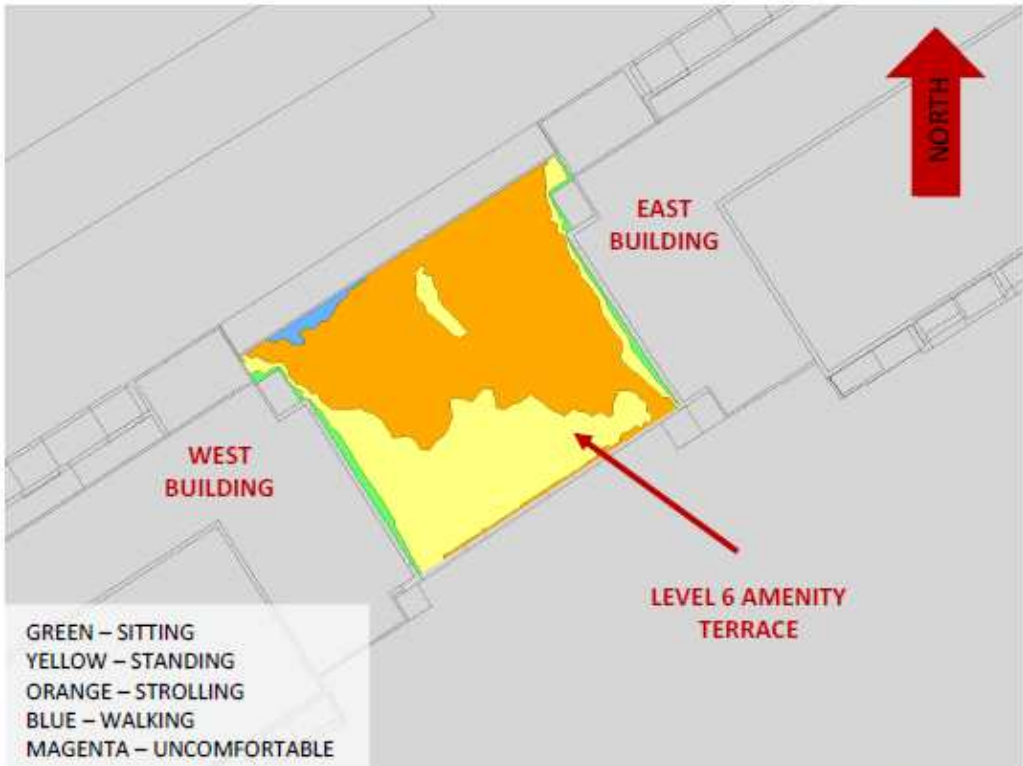 NORTH
EAST
BUILDING
WEST
BUILDING
LEVEL 6 AMENITY
TERRACE
GREEN – SITTING
YELLOW – STANDING
ORANGE – STROLLING
BLUE – WALKING
MAGENTA – UNCOMFORTABLE